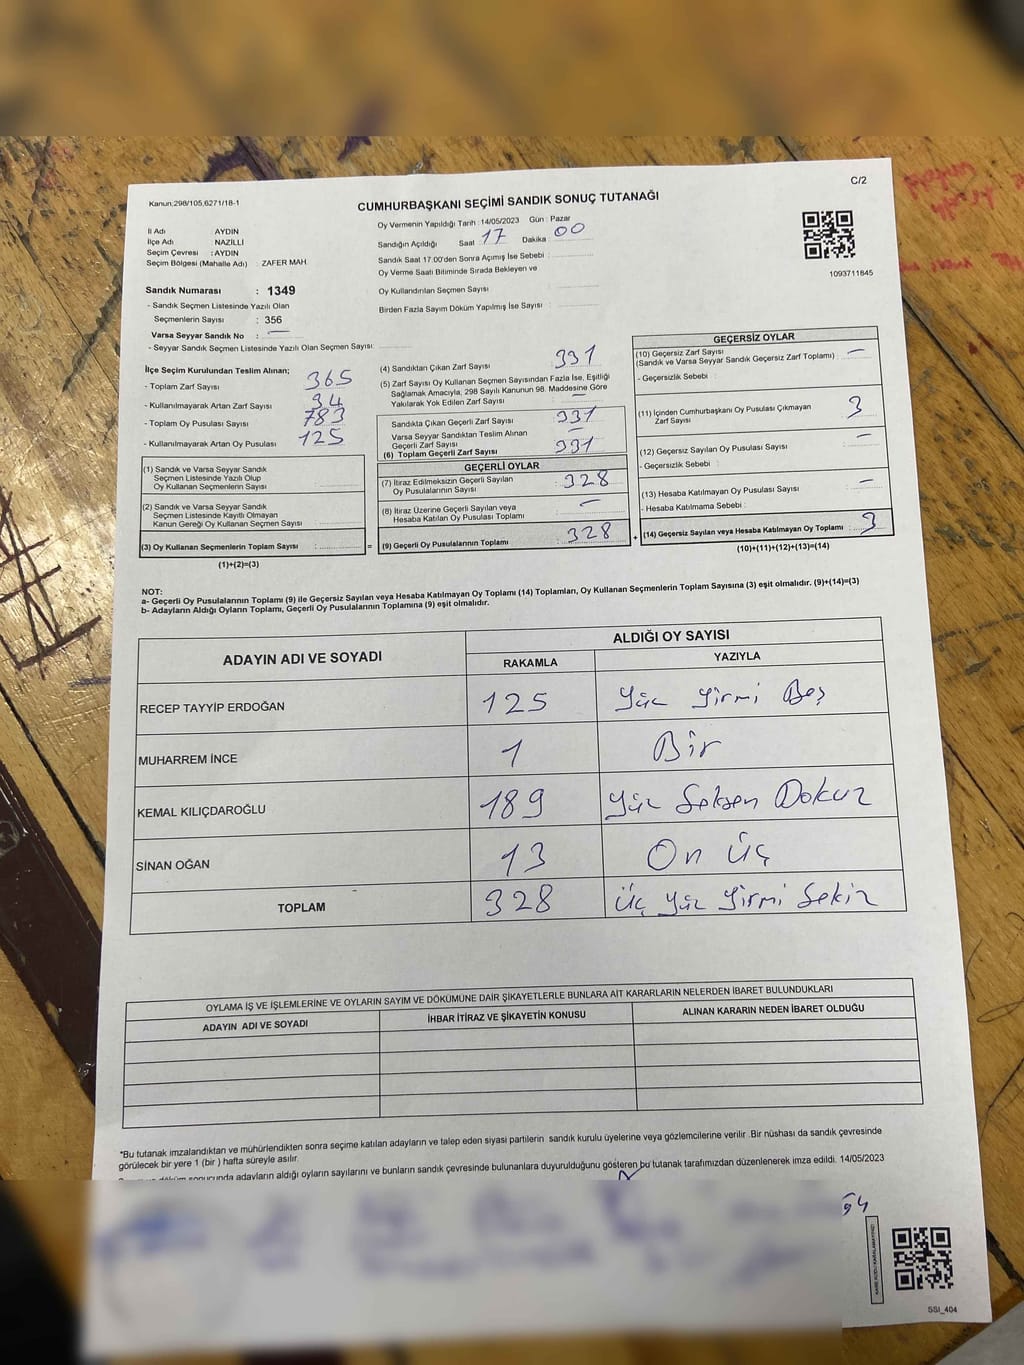 C/2
Kanun;298/105,6271/18-1
CUMHURBAŞKANI SEÇİMİ SANDIK SONUÇ TUTANAĞI
İl Adı : AYDIN
İlçe Adı : NAZİLLİ
Seçim Çevresi : AYDIN
Seçim Bölgesi (Mahalle Adı) : ZAFER MAH.
Oy Vermenin Yapıldığı Tarih : 14/05/2023 Gün : Pazar
Sandığın Açıldığı Saat : 17 Dakika : 00
Sandık Saat 17:00'den Sonra Açımış İse Sebebi :
Oy Verme Saati Bitiminde Sırada Bekleyen ve
Oy Kullandırılan Seçmen Sayısı :
Birden Fazla Sayım Döküm Yapılmış İse Sayısı :
1093711845
Sandık Numarası : 1349
- Sandık Seçmen Listesinde Yazılı Olan
Seçmenlerin Sayısı : 356
Varsa Seyyar Sandık No : —
- Seyyar Sandık Seçmen Listesinde Yazılı Olan Seçmen Sayısı:
İlçe Seçim Kurulundan Teslim Alınan;
- Toplam Zarf Sayısı : 365
- Kullanılmayarak Artan Zarf Sayısı : 34
- Toplam Oy Pusulası Sayısı : 783
- Kullanılmayarak Artan Oy Pusulası : 125
(1) Sandık ve Varsa Seyyar Sandık
Seçmen Listesinde Yazılı Olup
Oy Kullanan Seçmenlerin Sayısı :
(2) Sandık ve Varsa Seyyar Sandık
Seçmen Listesinde Kayıtlı Olmayan
Kanun Gereği Oy Kullanan Seçmen Sayısı :
(3) Oy Kullanan Seçmenlerin Toplam Sayısı :
(1)+(2)=(3)
(4) Sandıktan Çıkan Zarf Sayısı : 331
(5) Zarf Sayısı Oy Kullanan Seçmen Sayısından Fazla İse, Eşitliği
Sağlamak Amacıyla, 298 Sayılı Kanunun 98. Maddesine Göre
Yakılarak Yok Edilen Zarf Sayısı : —
Sandıkta Çıkan Geçerli Zarf Sayısı : 331
Varsa Seyyar Sandıktan Teslim Alınan
Geçerli Zarf Sayısı : —
(6) Toplam Geçerli Zarf Sayısı : 331
GEÇERLİ OYLAR
(7) İtiraz Edilmeksizin Geçerli Sayılan
Oy Pusulalarının Sayısı : 328
(8) İtiraz Üzerine Geçerli Sayılan veya
Hesaba Katılan Oy Pusulası Toplamı : —
= (9) Geçerli Oy Pusulalarının Toplamı : 328
GEÇERSİZ OYLAR
(10) Geçersiz Zarf Sayısı
(Sandık ve Varsa Seyyar Sandık Geçersiz Zarf Toplamı) : —
- Geçersizlik Sebebi :
(11) İçinden Cumhurbaşkanı Oy Pusulası Çıkmayan
Zarf Sayısı : 3
(12) Geçersiz Sayılan Oy Pusulası Sayısı : —
- Geçersizlik Sebebi :
(13) Hesaba Katılmayan Oy Pusulası Sayısı : —
- Hesaba Katılmama Sebebi :
+ (14) Geçersiz Sayılan veya Hesaba Katılmayan Oy Toplamı : 3
(10)+(11)+(12)+(13)=(14)
NOT:
a- Geçerli Oy Pusulalarının Toplamı (9) ile Geçersiz Sayılan veya Hesaba Katılmayan Oy Toplamı (14) Toplamları, Oy Kullanan Seçmenlerin Toplam Sayısına (3) eşit olmalıdır. (9)+(14)=(3)
b- Adayların Aldığı Oyların Toplamı, Geçerli Oy Pusulalarının Toplamına (9) eşit olmalıdır.
ADAYIN ADI VE SOYADI ALDIĞI OY SAYISI
RAKAMLA YAZIYLA
RECEP TAYYİP ERDOĞAN 125 Yüz Yirmi Beş
MUHARREM İNCE 1 Bir
KEMAL KILIÇDAROĞLU 189 Yüz Seksen Dokuz
SİNAN OĞAN 13 On Üç
TOPLAM 328 Üç Yüz Yirmi Sekiz
OYLAMA İŞ VE İŞLEMLERİNE VE OYLARIN SAYIM VE DÖKÜMÜNE DAİR ŞİKAYETLERLE BUNLARA AİT KARARLARIN NELERDEN İBARET BULUNDUKLARI
ADAYIN ADI VE SOYADI İHBAR İTİRAZ VE ŞİKAYETİN KONUSU ALINAN KARARIN NEDEN İBARET OLDUĞU
*Bu tutanak imzalandıktan ve mühürlendikten sonra seçime katılan adayların ve talep eden siyasi partilerin sandık kurulu üyelerine veya gözlemcilerine verilir .Bir nüshası da sandık çevresinde
görülecek bir yere 1 (bir ) hafta süreyle asılır.
sonucunda adayların aldığı oyların sayılarını ve bunların sandık çevresinde bulunanlara duyurulduğunu gösteren bu tutanak tarafımızdan düzenlenerek imza edildi. 14/05/2023
SSI_404